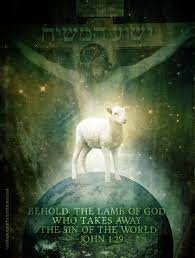 ישוע המשיח
BEHOLD THE LAMB OF GOD
WHO TAKES AWAY
THE SIN OF THE WORLD
JOHN 1:29